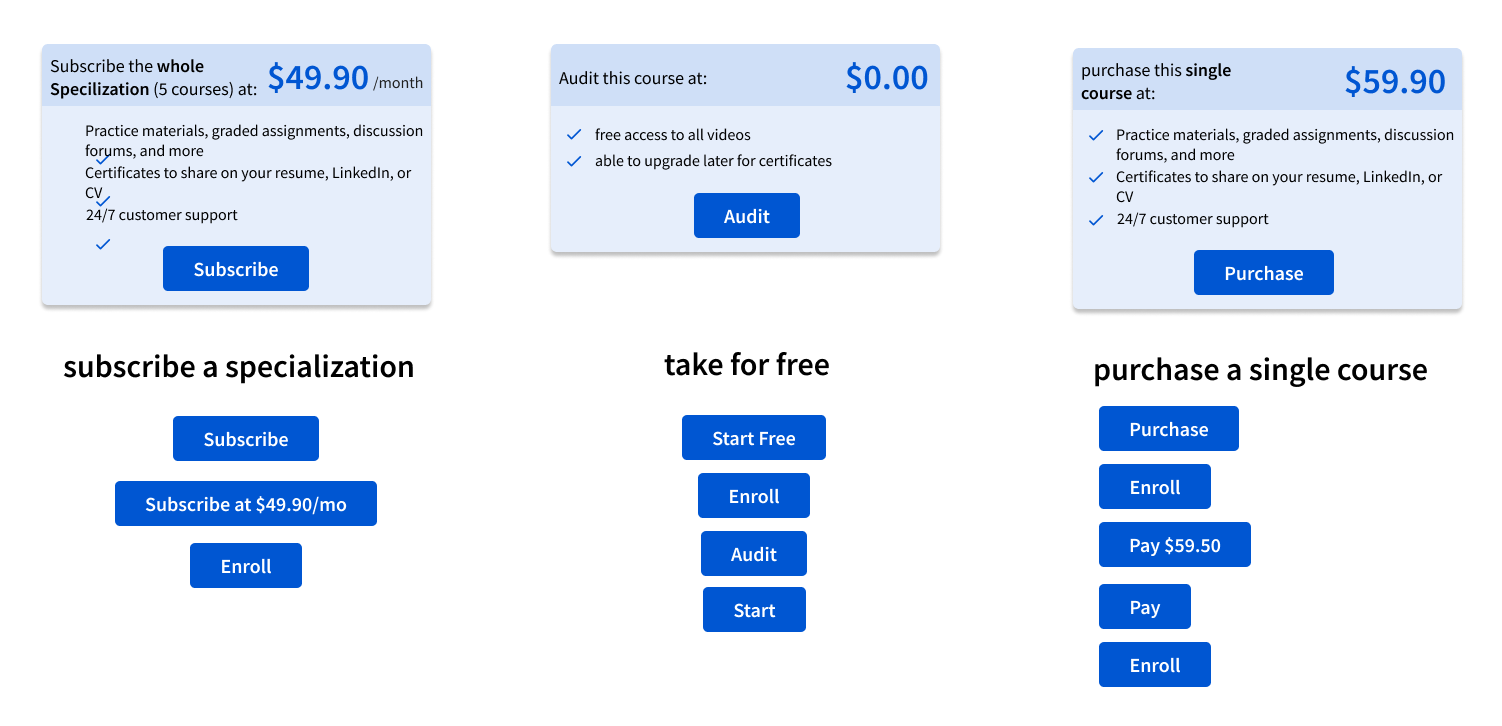 Subscribe the whole
Specilization (5 courses) at:
$49.90 /month
Practice materials, graded assignments, discussion
forums, and more
Certificates to share on your resume, LinkedIn, or
CV
24/7 customer support
Subscribe
Audit this course at:
$0.00
free access to all videos
able to upgrade later for certificates
Audit
purchase this single
course at:
$59.90
Practice materials, graded assignments, discussion
forums, and more
Certificates to share on your resume, LinkedIn, or
CV
24/7 customer support
Purchase
subscribe a specialization
Subscribe
Subscribe at $49.90/mo
Enroll
take for free
Start Free
Enroll
Audit
Start
purchase a single course
Purchase
Enroll
Pay $59.50
Pay
Enroll